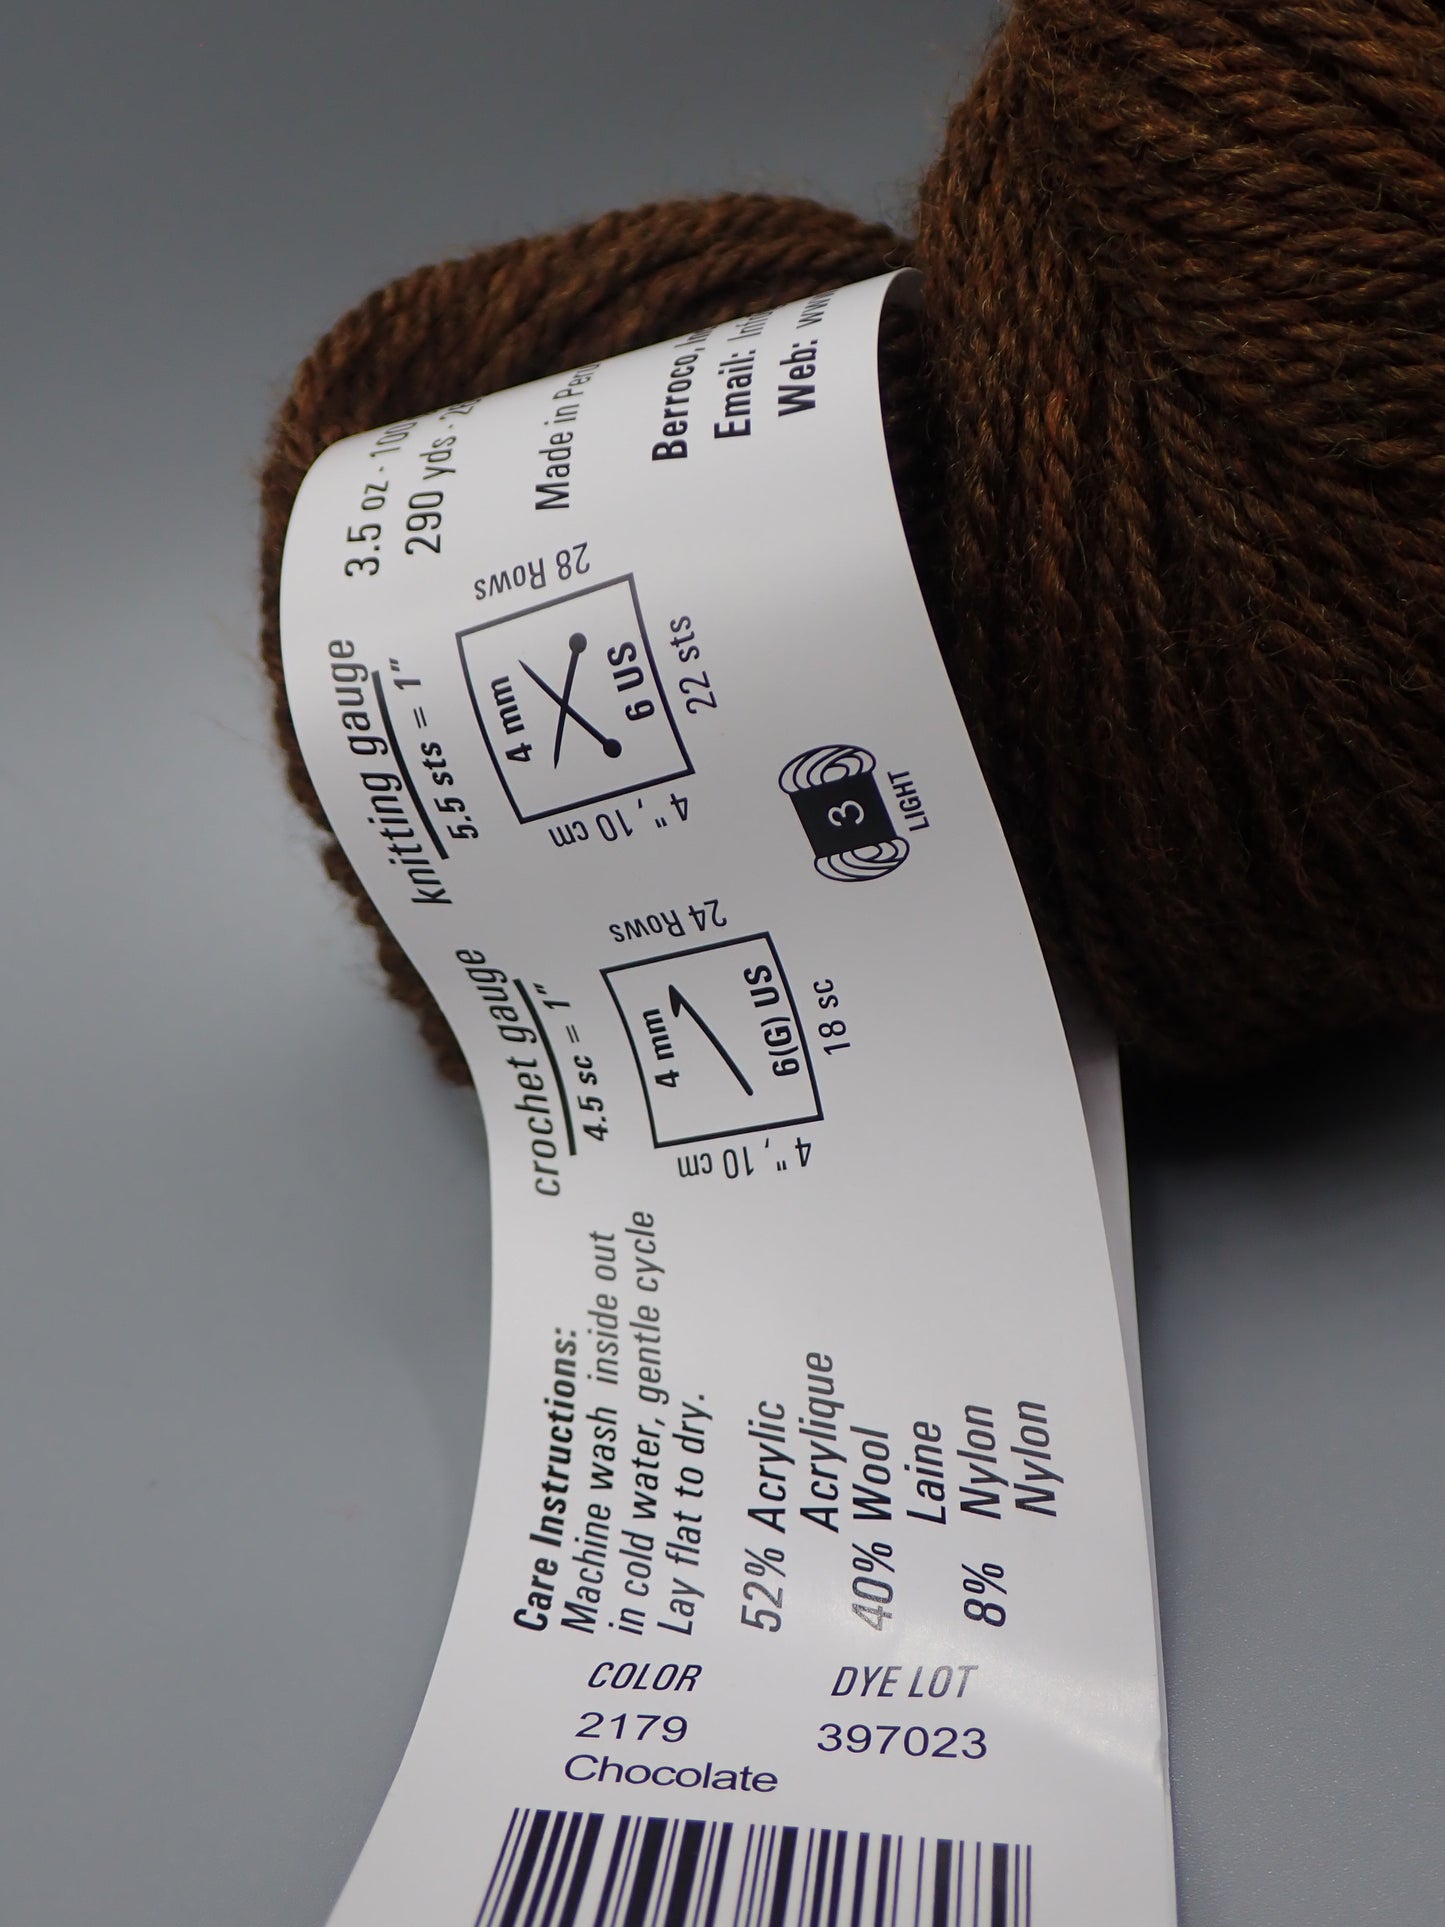 3.5 oz - 100
290 yds -
Made in Peru
Berroco,
Email:
Web:
knitting gauge
5.5 sts = 1"
28 Rows
4 mm
6 US
4", 10 cm
22 sts
3
LIGHT
crochet gauge
4.5 sc = 1"
24 Rows
4 mm
6(G) US
4", 10 cm
18 sc
Care Instructions:
Machine wash inside out
in cold water, gentle cycle
Lay flat to dry.
52% Acrylic
Acrylique
40% Wool
Laine
8% Nylon
Nylon
COLOR
2179
Chocolate
DYE LOT
397023